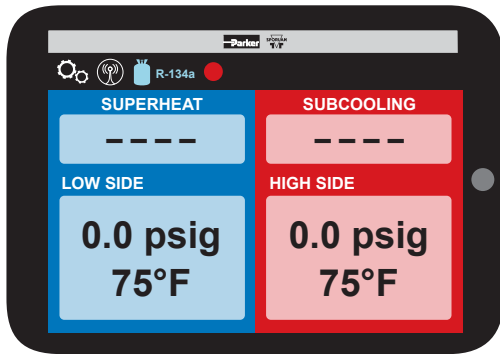 Parker SPORLAN
R-134a
SUPERHEAT SUBCOOLING
---- ----
LOW SIDE HIGH SIDE
0.0 psig 0.0 psig
75°F 75°F